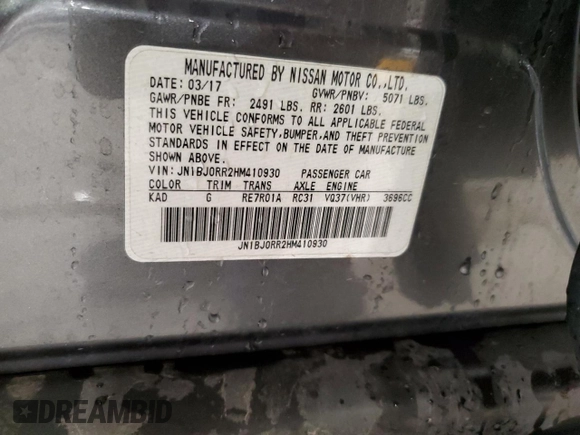 MANUFACTURED BY NISSAN MOTOR CO.,LTD.
DATE: 03/17 GVWR/PNBV: 5071 LBS.
GAWR/PNBE FR: 2491 LBS. RR: 2601 LBS.
THIS VEHICLE CONFORMS TO ALL APPLICABLE FEDERAL
MOTOR VEHICLE SAFETY,BUMPER,AND THEFT PREVENTION
STANDARDS IN EFFECT ON THE DATE OF MANUFACTURE
SHOWN ABOVE.
VIN: JN1BJ0RR2HM410930 PASSENGER CAR
COLOR TRIM TRANS AXLE ENGINE
KAD G RE7R01A RC31 VQ37(VHR) 3696CC
JN1BJ0RR2HM410930
DREAMBID